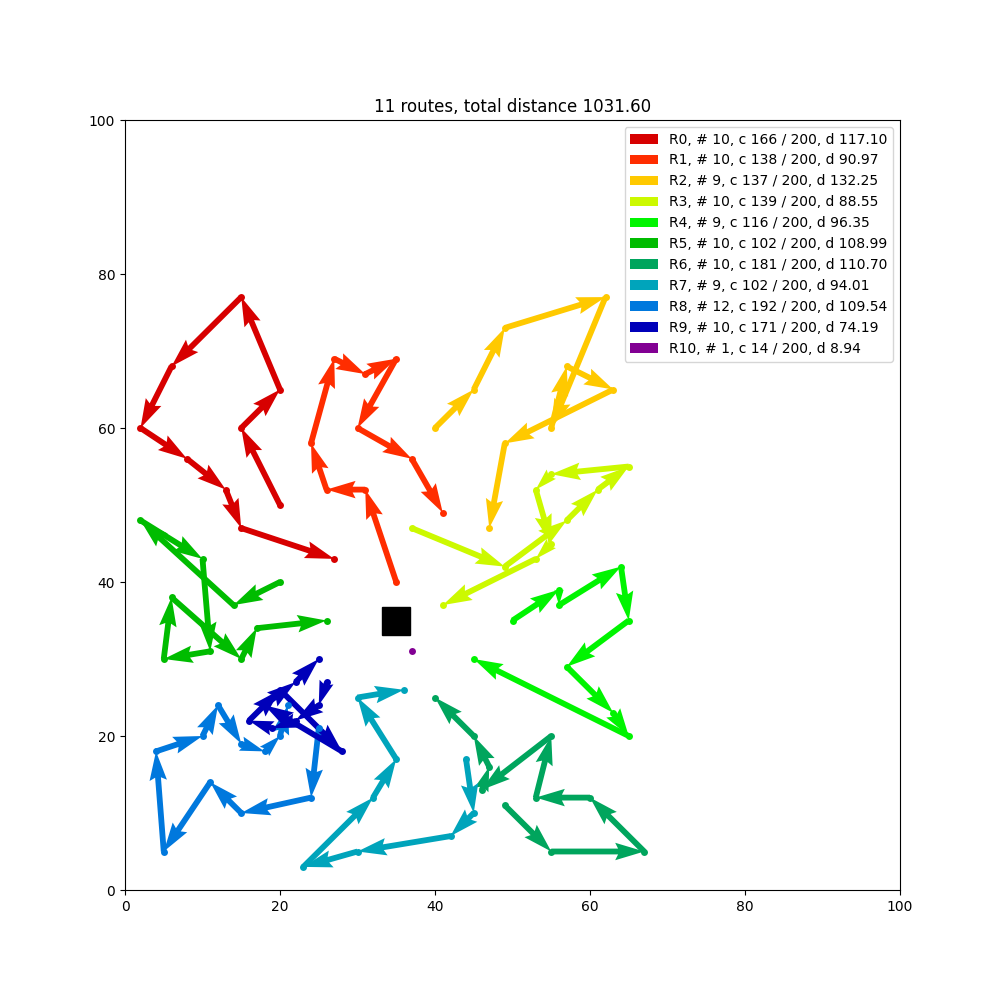 11 routes, total distance 1031.60
100
80
60
40
20
0
0 20 40 60 80 100
R0, # 10, c 166 / 200, d 117.10
R1, # 10, c 138 / 200, d 90.97
R2, # 9, c 137 / 200, d 132.25
R3, # 10, c 139 / 200, d 88.55
R4, # 9, c 116 / 200, d 96.35
R5, # 10, c 102 / 200, d 108.99
R6, # 10, c 181 / 200, d 110.70
R7, # 9, c 102 / 200, d 94.01
R8, # 12, c 192 / 200, d 109.54
R9, # 10, c 171 / 200, d 74.19
R10, # 1, c 14 / 200, d 8.94